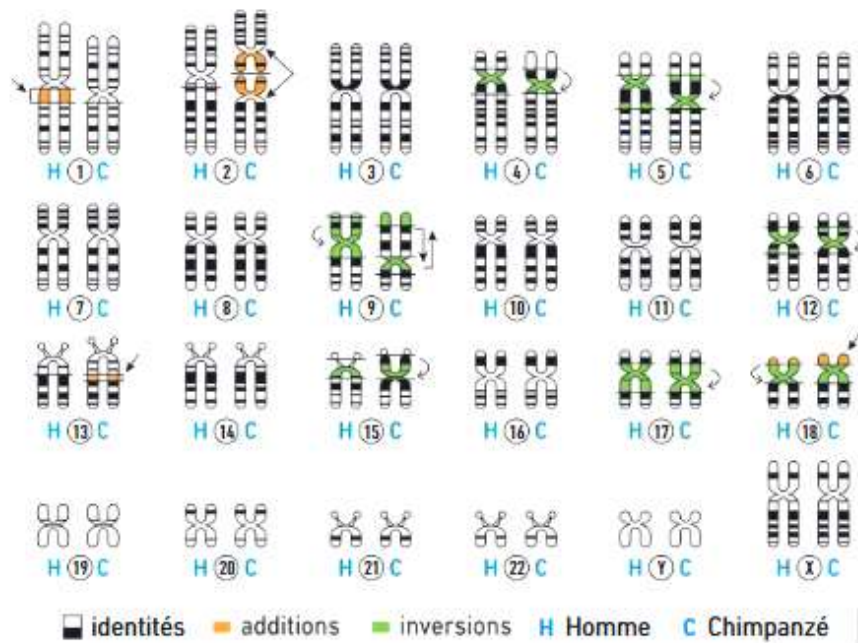 H 1 C H 2 C H 3 C H 4 C H 5 C H 6 C
H 7 C H 8 C H 9 C H 10 C H 11 C H 12 C
H 13 C H 14 C H 15 C H 16 C H 17 C H 18 C
H 19 C H 20 C H 21 C H 22 C H Y C H X C
identités additions inversions H Homme C Chimpanzé